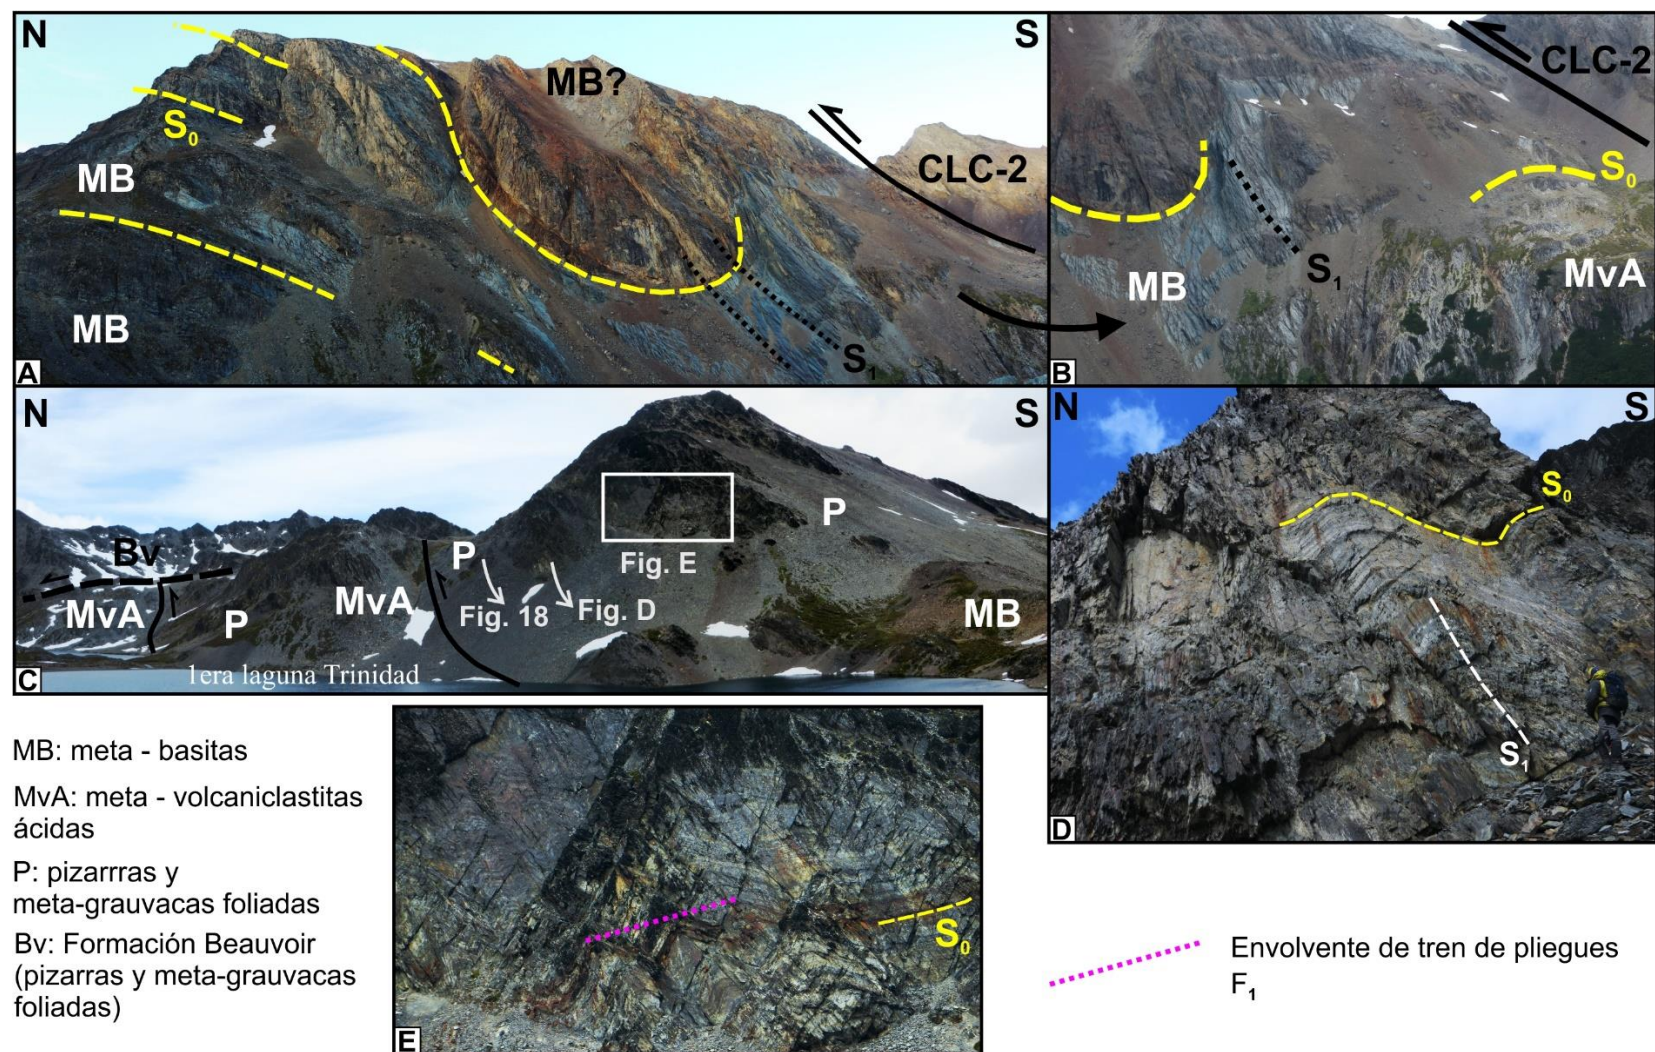 N
S
S0
MB
MB
MB?
CLC-2
S1
A
CLC-2
S0
S1
MB
MvA
B
N
S
Bv
MvA
P
MvA
P
Fig. 18
Fig. D
Fig. E
P
MB
1era laguna Trinidad
C
N
S
S0
S1
D
MB: meta - basitas
MvA: meta - volcaniclastitas
ácidas
P: pizarrras y
meta-grauvacas foliadas
Bv: Formación Beauvoir
(pizarras y meta-grauvacas
foliadas)
S0
E
Envolvente de tren de pliegues
F1